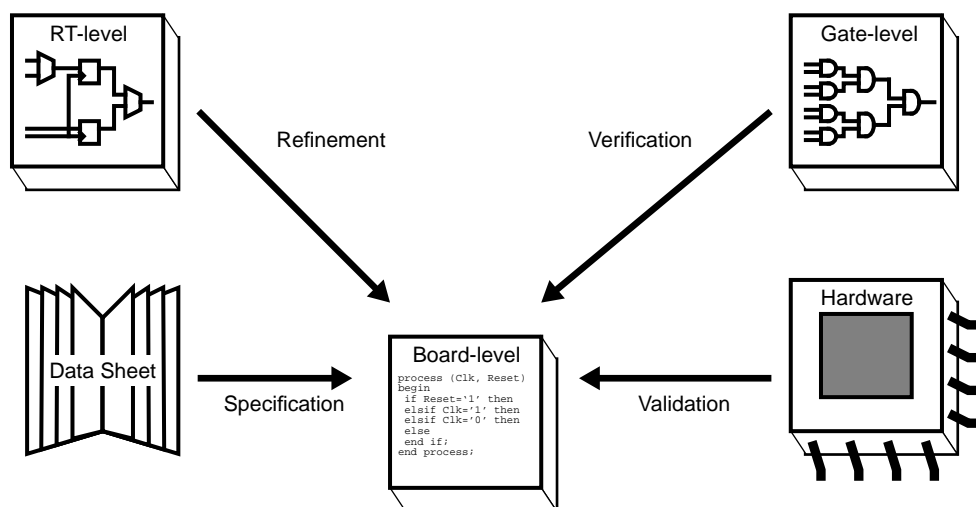 RT-level
Gate-level
Refinement
Verification
Data Sheet
Specification
Board-level
process (Clk, Reset)
begin
if Reset=‘1’ then
elsif Clk=’1’ then
elsif Clk=’0’ then
else
end if;
end process;
Hardware
Validation